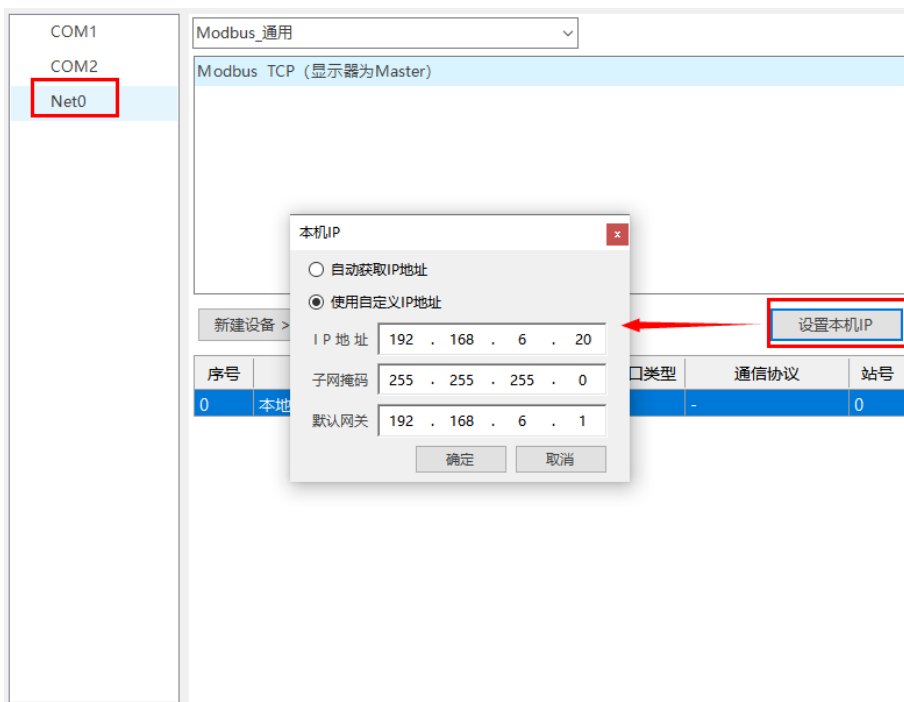 COM1
COM2
Net0
Modbus_通用
Modbus TCP (显示器为Master)
本机IP
x
自动获取IP地址
使用自定义IP地址
IP地址 192 . 168 . 6 . 20
子网掩码 255 . 255 . 255 . 0
默认网关 192 . 168 . 6 . 1
确定 取消
新建设备 > 设置本机IP
序号 口类型 通信协议 站号
0 本地 - 0